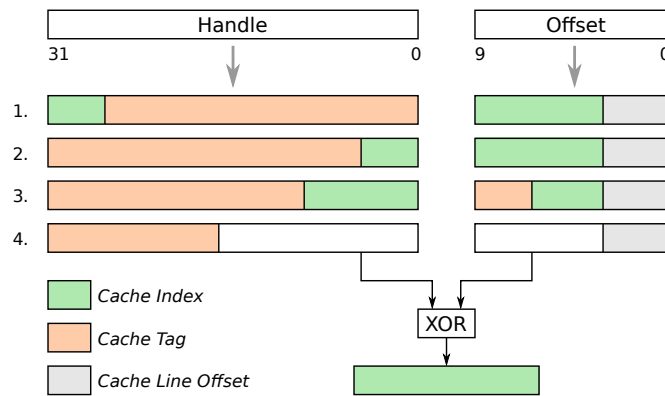 Handle Offset
31 0 9 0
1.
2.
3.
4.
Cache Index
XOR
Cache Tag
Cache Line Offset